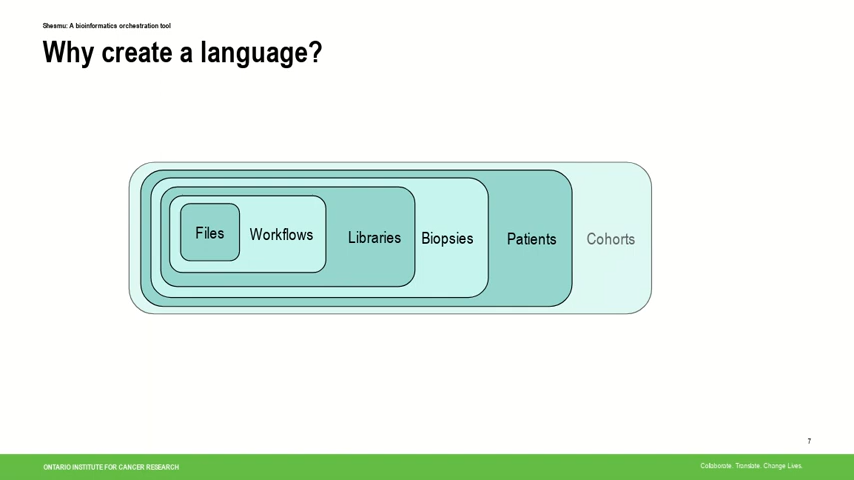 Shesmu: A bioinformatics orchestration tool
Why create a language?
Files
Workflows
Libraries
Biopsies
Patients
Cohorts
7
ONTARIO INSTITUTE FOR CANCER RESEARCH
Collaborate. Translate. Change Lives.